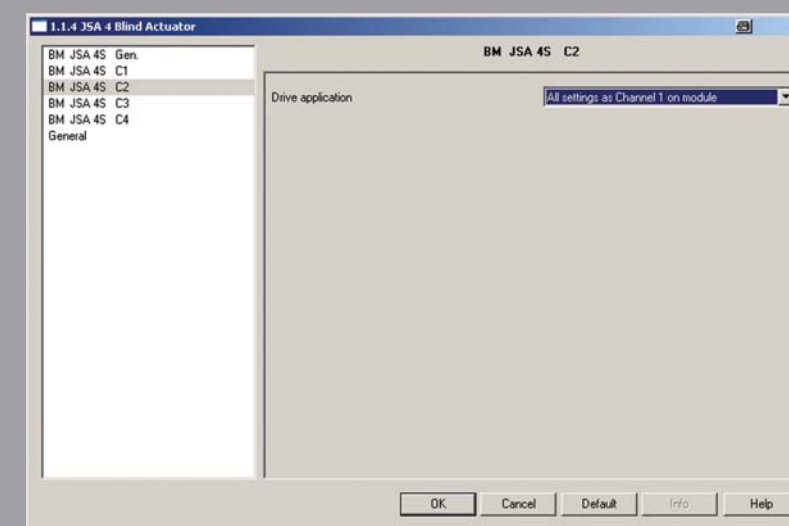 1.1.4 JSA 4 Blind Actuator
BM JSA 4S Gen.
BM JSA 4S C1
BM JSA 4S C2
BM JSA 4S C3
BM JSA 4S C4
General
BM JSA 4S C2
Drive application
All settings as Channel 1 on module
OK
Cancel
Default
Info
Help